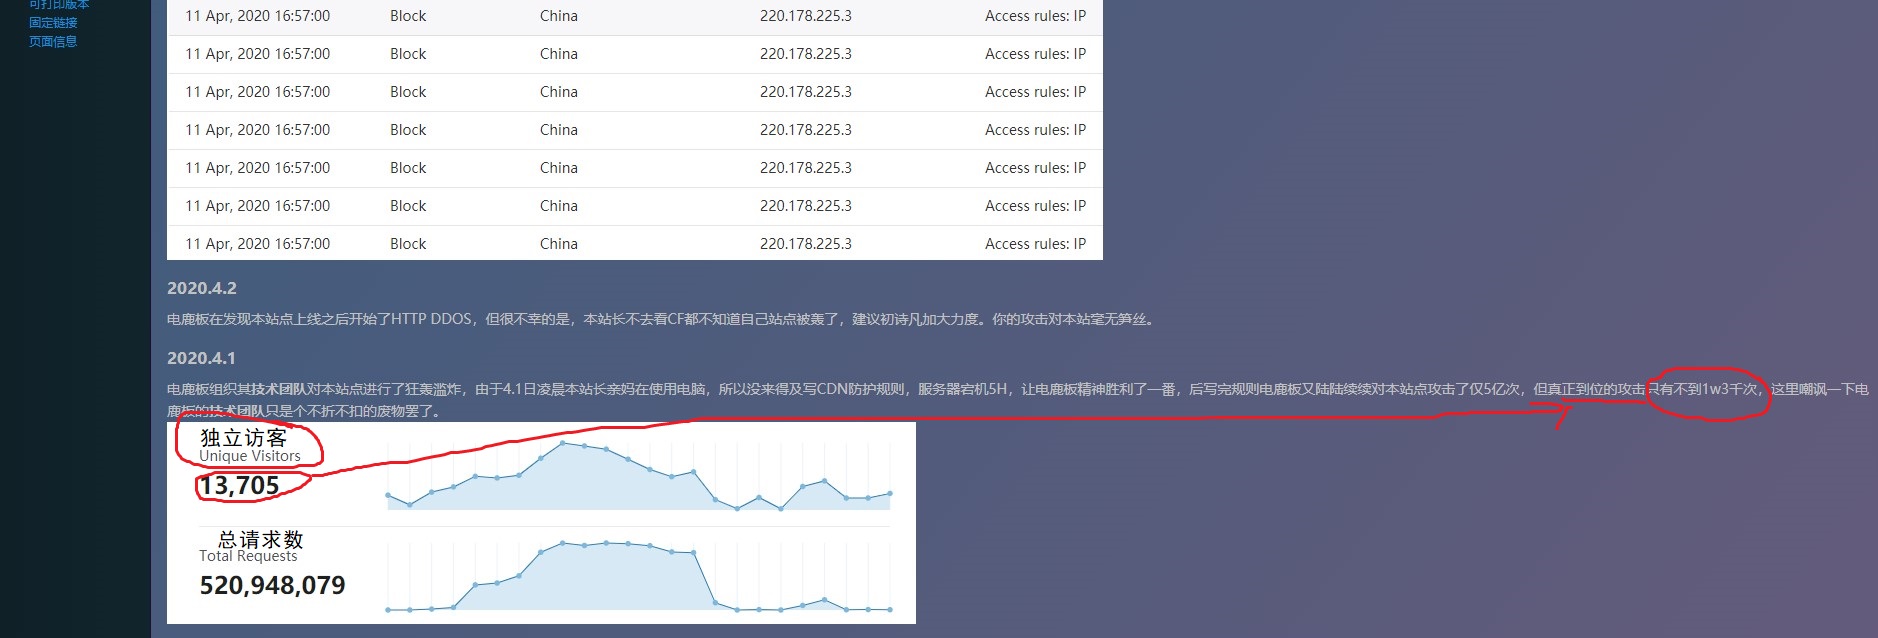 可打印版本
固定链接
页面信息
11 Apr, 2020 16:57:00 Block China 220.178.225.3 Access rules: IP
11 Apr, 2020 16:57:00 Block China 220.178.225.3 Access rules: IP
11 Apr, 2020 16:57:00 Block China 220.178.225.3 Access rules: IP
11 Apr, 2020 16:57:00 Block China 220.178.225.3 Access rules: IP
11 Apr, 2020 16:57:00 Block China 220.178.225.3 Access rules: IP
11 Apr, 2020 16:57:00 Block China 220.178.225.3 Access rules: IP
11 Apr, 2020 16:57:00 Block China 220.178.225.3 Access rules: IP
2020.4.2
电鹿板在发现本站点上线之后开始了HTTP DDOS，但很不幸的是，本站长不去看CF都不知道自己站点被轰了，建议初诗凡加大力度。你的攻击对本站毫无笋丝。
2020.4.1
电鹿板组织其技术团队对本站点进行了狂轰滥炸，由于4.1日凌晨本站长亲妈在使用电脑，所以没来得及写CDN防护规则，服务器宕机5H，让电鹿板精神胜利了一番，后写完规则电鹿板又陆陆续续对本站点攻击了仅5亿次，但真正到位的攻击只有不到1w3千次，这里嘲讽一下电
鹿板的技术团队只是个不折不扣的废物罢了。
独立访客
Unique Visitors
13,705
总请求数
Total Requests
520,948,079